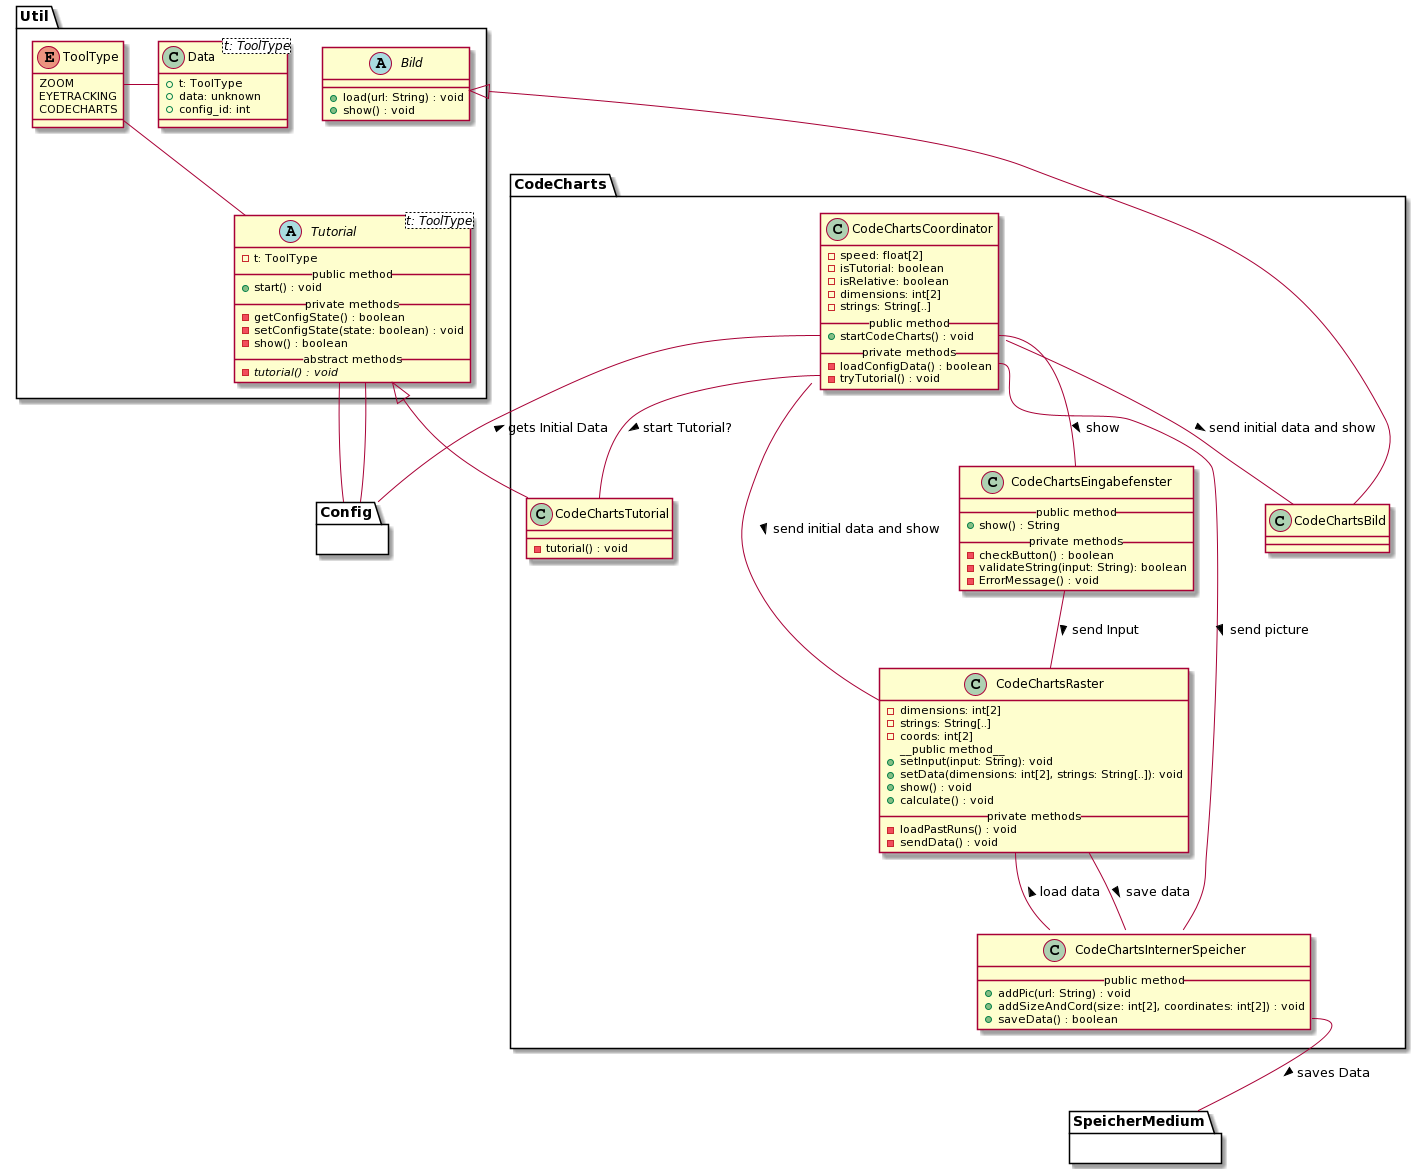 Util
ToolType
ZOOM
EYETRACKING
CODECHARTS
Data
t: ToolType
t: ToolType
data: unknown
config_id: int
Bild
load(url: String) : void
show() : void
Tutorial
t: ToolType
t: ToolType
public method
start() : void
private methods
getConfigState() : boolean
setConfigState(state: boolean) : void
show() : boolean
abstract methods
tutorial() : void
CodeCharts
CodeChartsCoordinator
speed: float[2]
isTutorial: boolean
isRelative: boolean
dimensions: int[2]
strings: String[..]
public method
startCodeCharts() : void
private methods
loadConfigData() : boolean
tryTutorial() : void
gets Initial Data
start Tutorial?
show
send initial data and show
Config
CodeChartsTutorial
tutorial() : void
send initial data and show
CodeChartsEingabefenster
public method
show() : String
private methods
checkButton() : boolean
validateString(input: String): boolean
ErrorMessage() : void
CodeChartsBild
send Input
send picture
CodeChartsRaster
dimensions: int[2]
strings: String[..]
coords: int[2]
__public method__
setInput(input: String): void
setData(dimensions: int[2], strings: String[..]): void
show() : void
calculate() : void
private methods
loadPastRuns() : void
sendData() : void
load data
save data
CodeChartsInternerSpeicher
public method
addPic(url: String) : void
addSizeAndCord(size: int[2], coordinates: int[2]) : void
saveData() : boolean
saves Data
SpeicherMedium